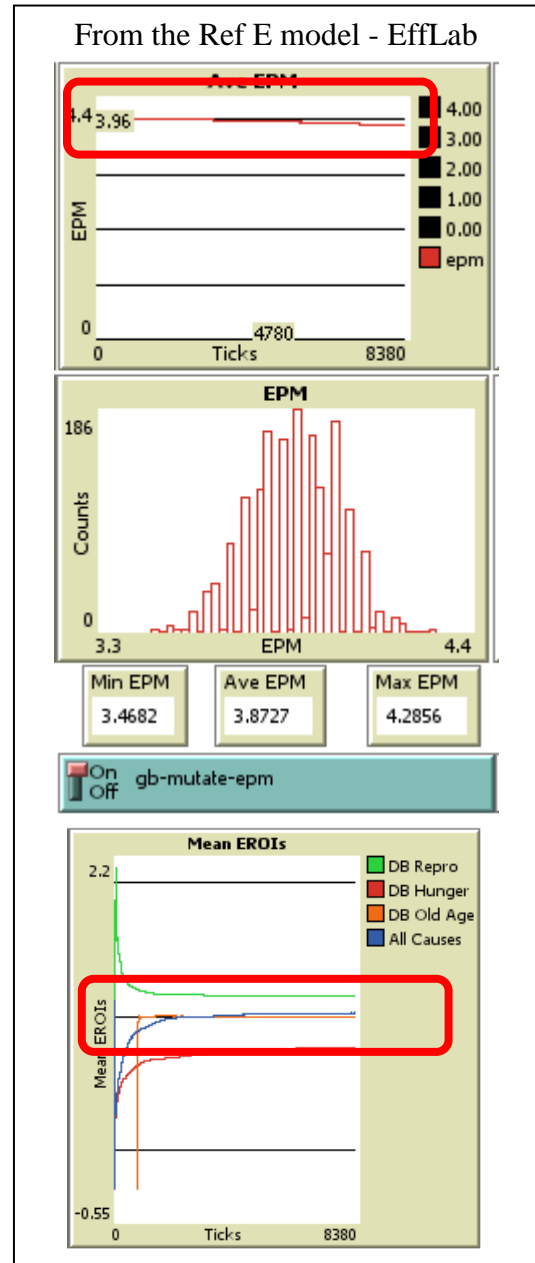 From the Ref E model - EffLab
Ave EPM
4.4
3.96
4.00
3.00
2.00
1.00
0.00
epm
EPM
0
4780
0
Ticks
8380
EPM
186
Counts
0
3.3
EPM
4.4
Min EPM
Ave EPM
Max EPM
3.4682
3.8727
4.2856
On
Off
gb-mutate-epm
Mean EROIs
2.2
DB Repro
DB Hunger
DB Old Age
All Causes
Mean EROIs
-0.55
0
Ticks
8380